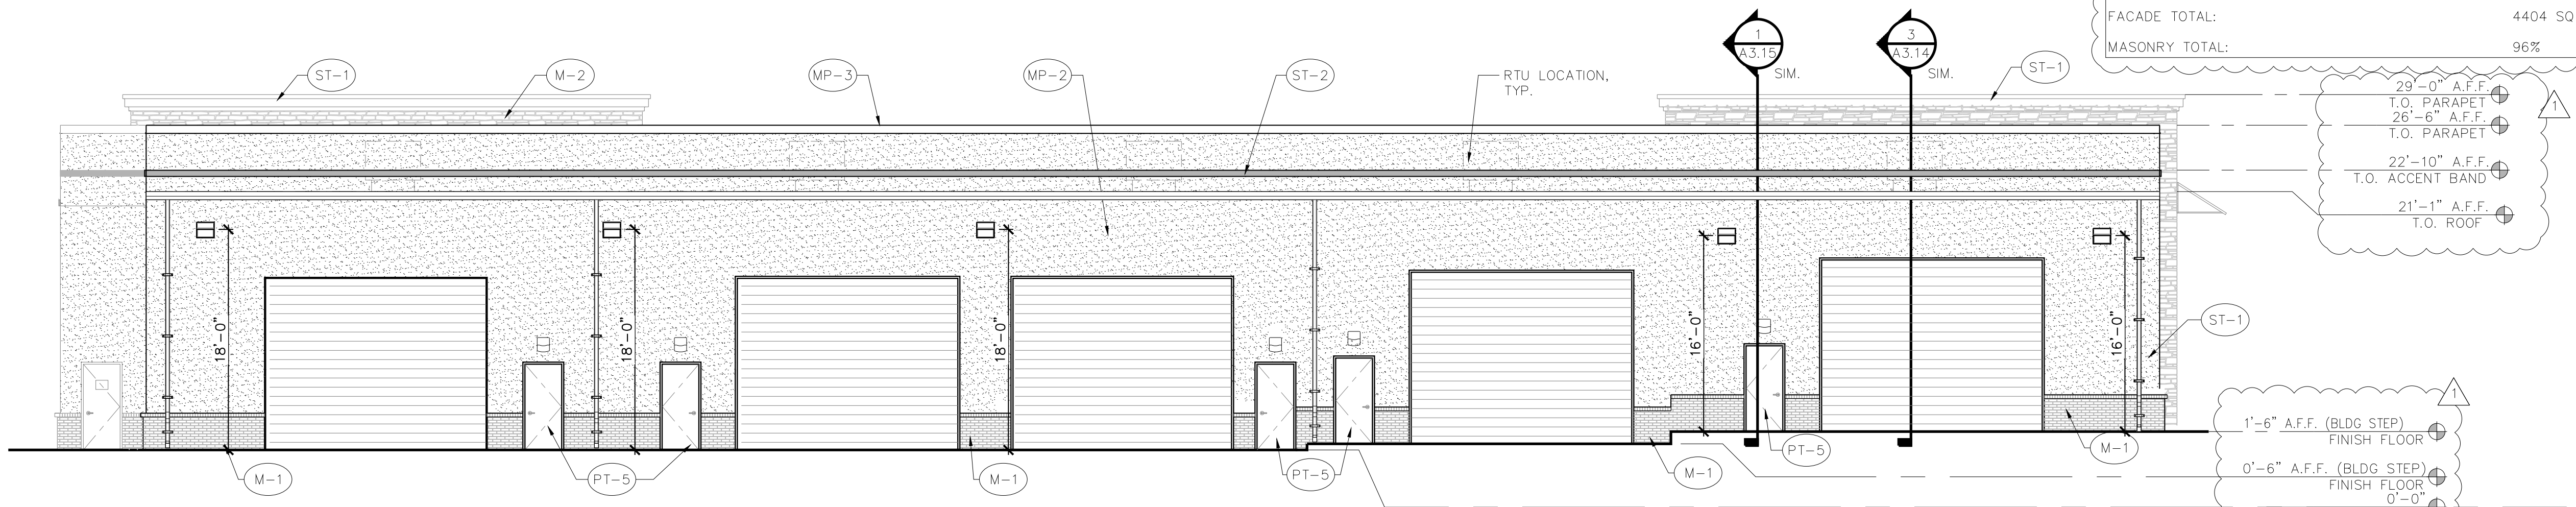 FACADE TOTAL: 4404 SQ
MASONRY TOTAL: 96%
ST-1
M-2
MP-3
MP-2
ST-2
RTU LOCATION,
TYP.
1
A3.15
SIM.
3
A3.14
SIM.
ST-1
29'-0" A.F.F.
T.O. PARAPET
26'-6" A.F.F.
T.O. PARAPET
22'-10" A.F.F.
T.O. ACCENT BAND
21'-1" A.F.F.
T.O. ROOF
1
18'-0"
18'-0"
18'-0"
16'-0"
16'-0"
ST-1
1
1'-6" A.F.F. (BLDG STEP)
FINISH FLOOR
0'-6" A.F.F. (BLDG STEP)
FINISH FLOOR
0'-0"
M-1
PT-5
M-1
PT-5
M-1
PT-5
M-1